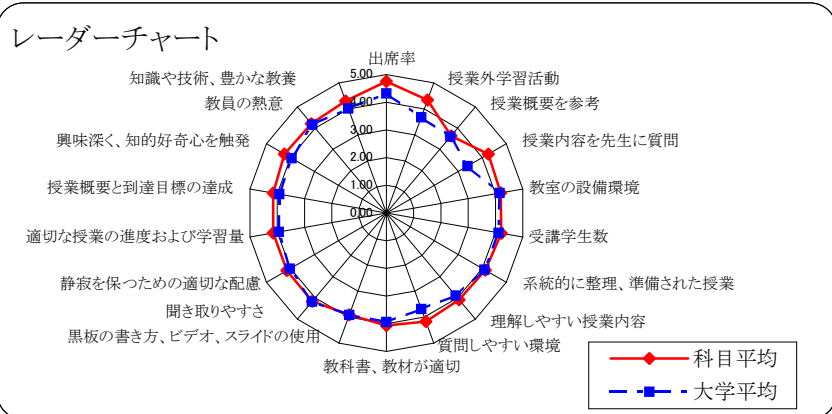 レーダーチャート
出席率
授業外学習活動
授業概要を参考
授業内容を先生に質問
教室の設備環境
受講学生数
系統的に整理、準備された授業
理解しやすい授業内容
質問しやすい環境
教科書、教材が適切
黒板の書き方、ビデオ、スライドの使用
聞き取りやすさ
静寂を保つための適切な配慮
適切な授業の進度および学習量
授業概要と到達目標の達成
興味深く、知的好奇心を触発
教員の熱意
知識や技術、豊かな教養
5.00
4.00
3.00
2.00
1.00
0.00
科目平均
大学平均